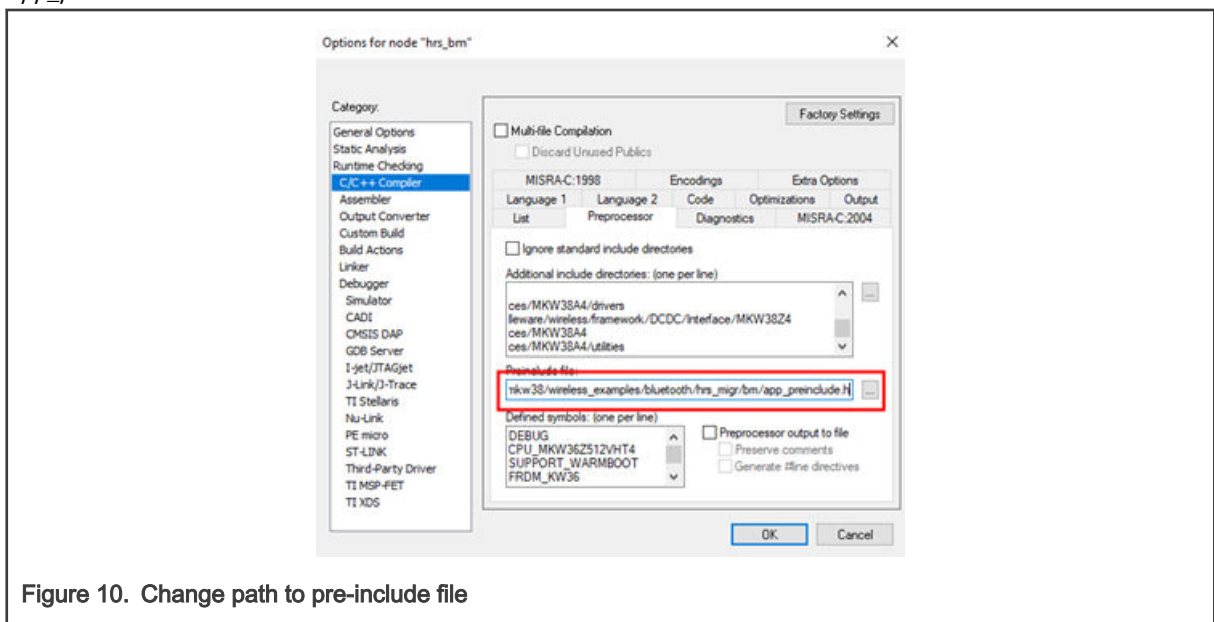 Options for node "hrs_bm"
Category:
General Options
Static Analysis
Runtime Checking
C/C++ Compiler
Assembler
Output Converter
Custom Build
Build Actions
Linker
Debugger
Simulator
CADI
CMSIS DAP
GDB Server
I-jet/JTAGjet
J-Link/J-Trace
TI Stellaris
Nu-Link
PE micro
ST-LINK
Third-Party Driver
TI MSP-FET
TI XDS
Factory Settings
Multi-file Compilation
Discard Unused Publics
MISRA-C:1998 Encodings Extra Options
Language 1 Language 2 Code Optimizations Output
List Preprocessor Diagnostics MISRA-C:2004
Ignore standard include directories
Additional include directories: (one per line)
...
ces/MKW38A4/drivers
lleware/wireless/framework/DCDC/Interface/MKW38Z4
ces/MKW38A4
ces/MKW38A4/utilities
Preinclude file:
nkw38/wireless_examples/bluetooth/hrs_migr/bm/app_preinclude.h ...
Defined symbols: (one per line)
DEBUG
CPU_MKW36Z512VHT4
SUPPORT_WARMBOOT
FRDM_KW36
Preprocessor output to file
Preserve comments
Generate #line directives
OK Cancel
Figure 10. Change path to pre-include file